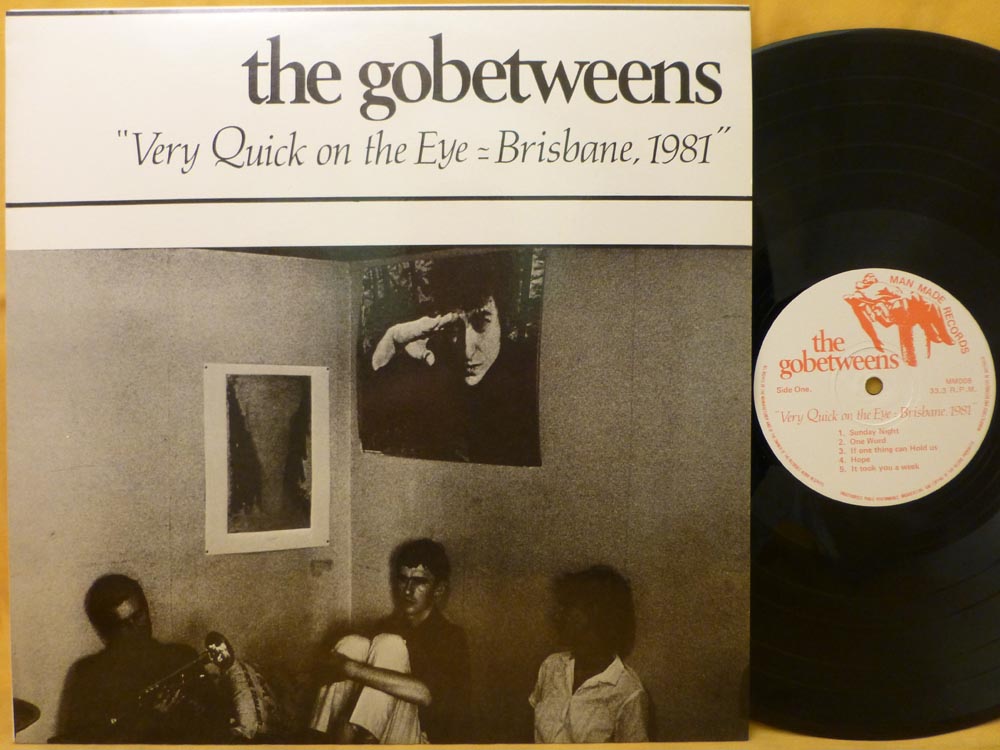 the gobetweens
"Very Quick on the Eye = Brisbane, 1981"
MAN MADE RECORDS
the
gobetweens
Side One.
MM008
33.3 R.P.M.
"Very Quick on the Eye = Brisbane, 1981"
1. Sunday Night
2. One Word
3. If one thing can Hold us
4. Hope
5. It took you a week